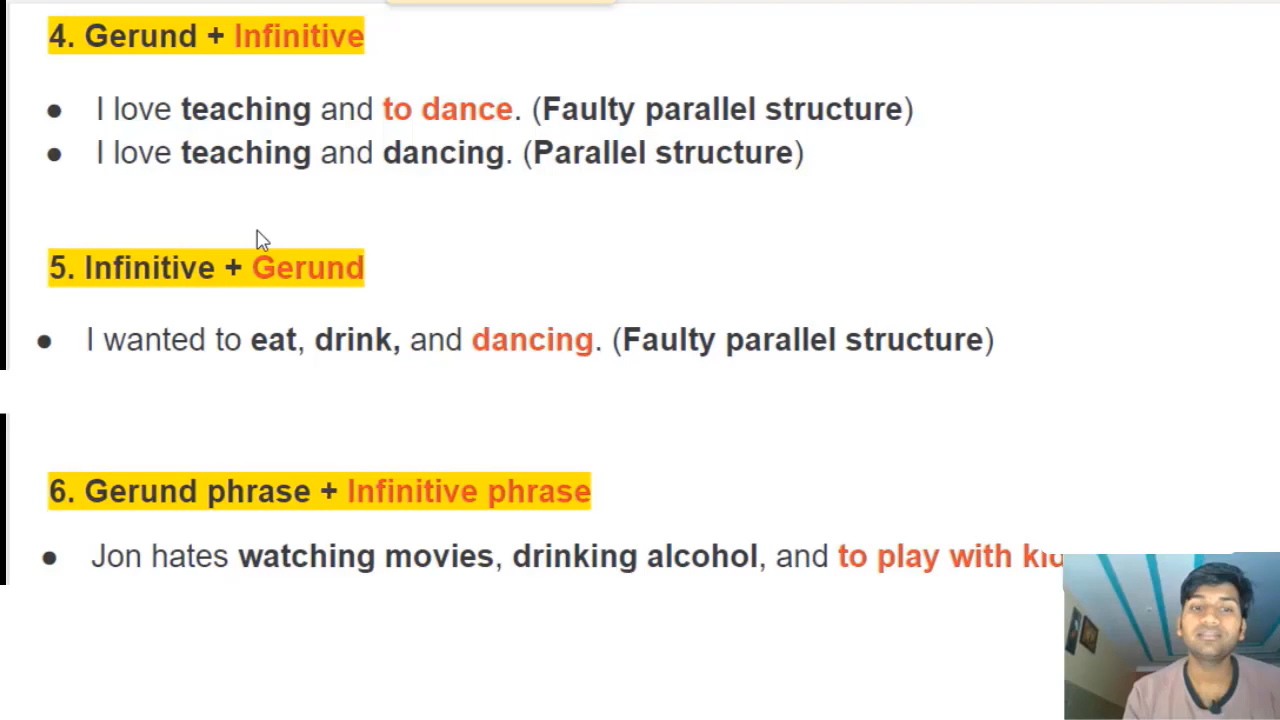 4. Gerund + Infinitive
● I love teaching and to dance. (Faulty parallel structure)
● I love teaching and dancing. (Parallel structure)
5. Infinitive + Gerund
● I wanted to eat, drink, and dancing. (Faulty parallel structure)
6. Gerund phrase + Infinitive phrase
● Jon hates watching movies, drinking alcohol, and to play with